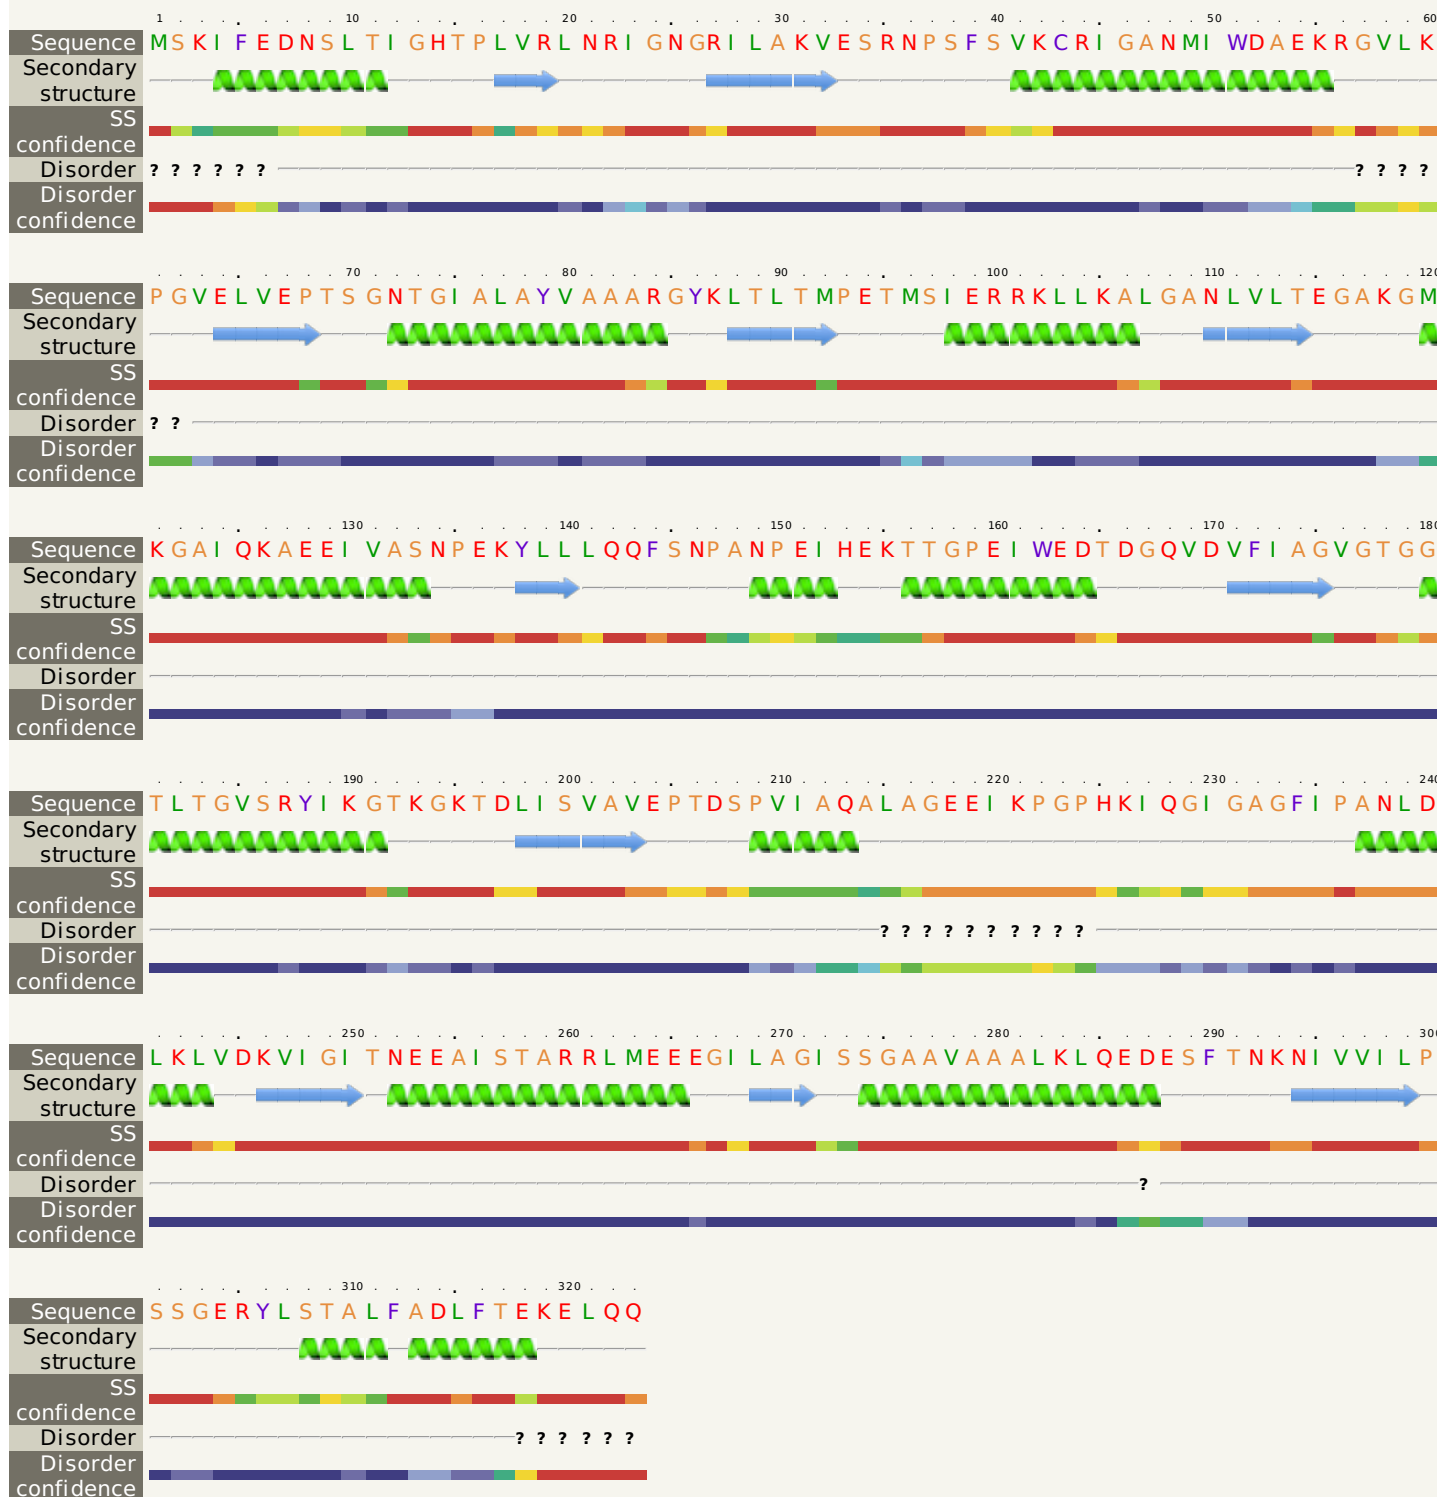 1 10 20 30 40 50 60
Sequence MSKIFEDNSLTIGHTPLVRLNRIGNGRILAKVESRNPSFSVKCRIGANMIWDAEKRGVLK
Secondary
structure
SS
confidence
Disorder ? ? ? ? ? ? ? ? ? ?
Disorder
confidence
70 80 90 100 110 120
Sequence PGVELVEPTSGNTGIALAYVAAARGYKLTLTMPETMSIERRKLLKALGANLVLTEGAKGM
Secondary
structure
SS
confidence
Disorder ? ?
Disorder
confidence
130 140 150 160 170 180
Sequence KGAIQKAEEIVASNPEKYLLLQQFSNPANPEIHEKTTGPEIWEDTDGQVDVFIAGVGTGG
Secondary
structure
SS
confidence
Disorder
Disorder
confidence
190 200 210 220 230 240
Sequence TLTGVSRYIKGTKGKTDLISVAVEPTDSPVIAQALAGEEIKPGPHKIQGIGAGFIPANLD
Secondary
structure
SS
confidence
Disorder ? ? ? ? ? ? ? ? ? ?
Disorder
confidence
250 260 270 280 290 300
Sequence LKLVDKVIGITNEEAISTARRLMEEEGILAGISSGAAVAAALKLQEDESFTNKNIVVILP
Secondary
structure
SS
confidence
Disorder ?
Disorder
confidence
310 320
Sequence SSGERYLSTALFADLFTEKELQQ
Secondary
structure
SS
confidence
Disorder ? ? ? ? ? ?
Disorder
confidence